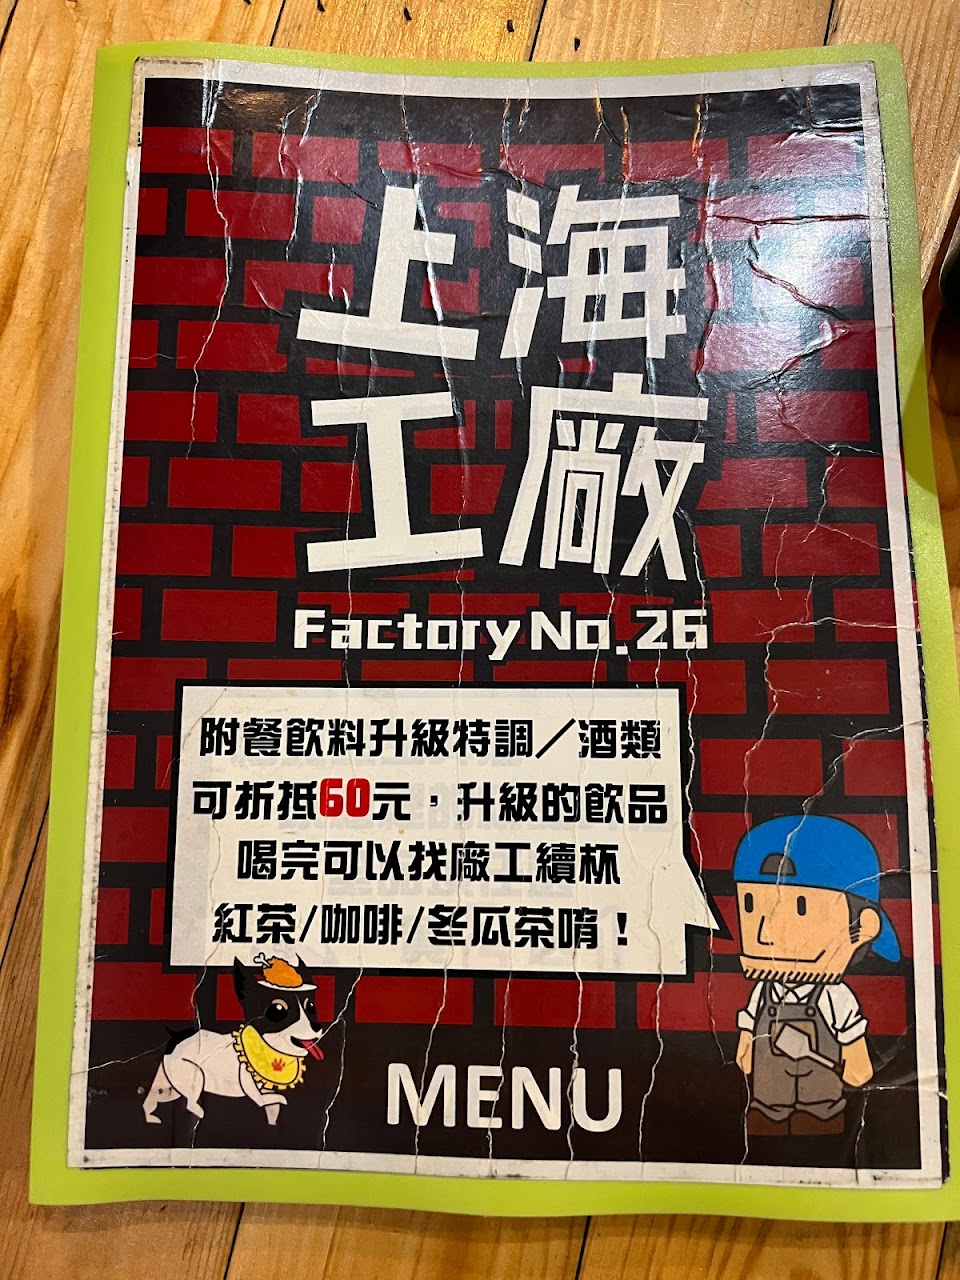 上海
工廠
Factory No.26
附餐飲料升級特調／酒類
可折抵60元，升級的飲品
喝完可以找廠工續杯
紅茶/咖啡/冬瓜茶唷！
MENU